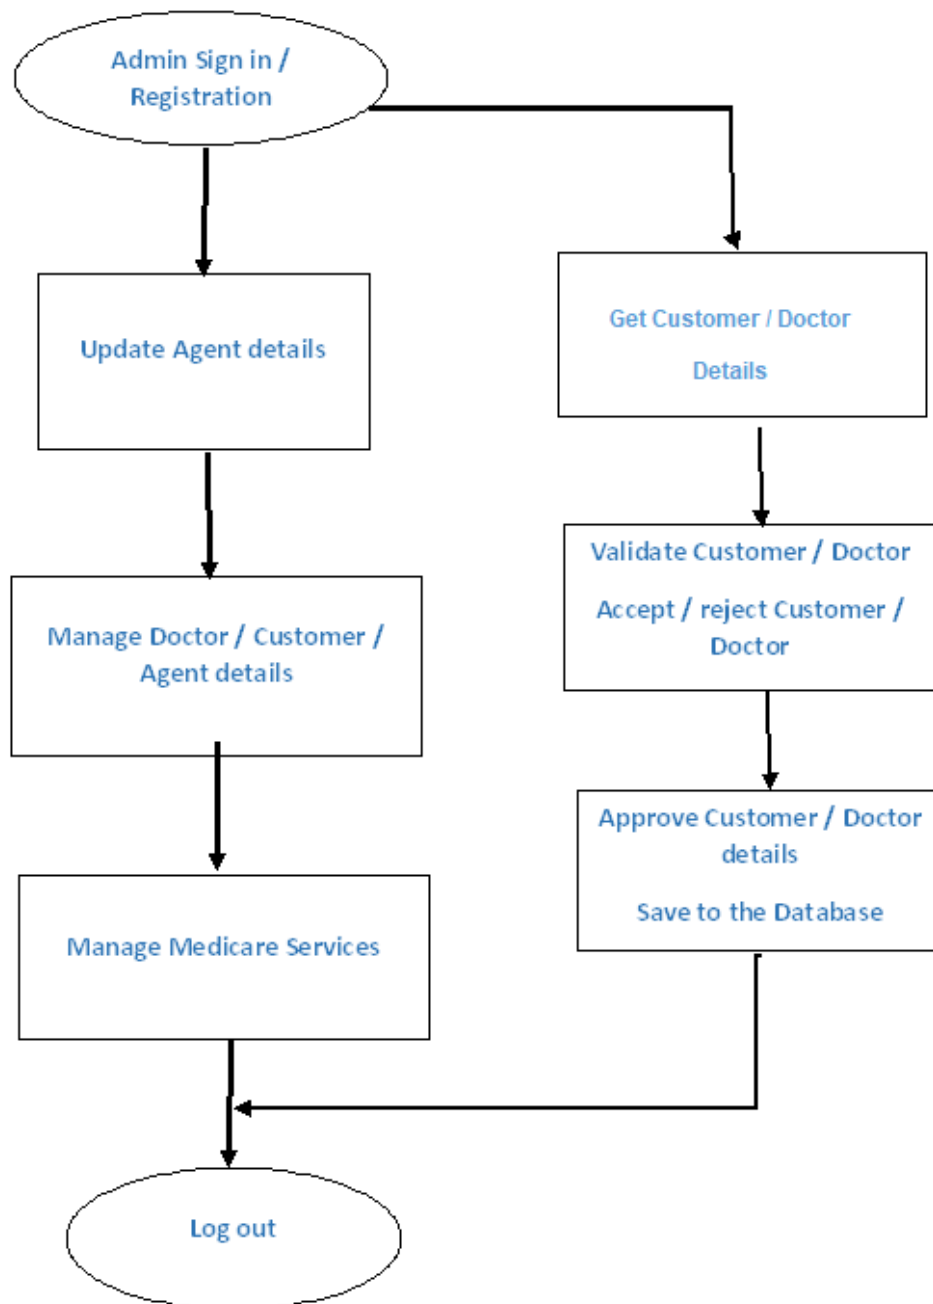 Admin Sign in /
Registration
Update Agent details
Manage Doctor / Customer /
Agent details
Manage Medicare Services
Get Customer / Doctor
Details
Validate Customer / Doctor
Accept / reject Customer /
Doctor
Approve Customer / Doctor
details
Save to the Database
Log out